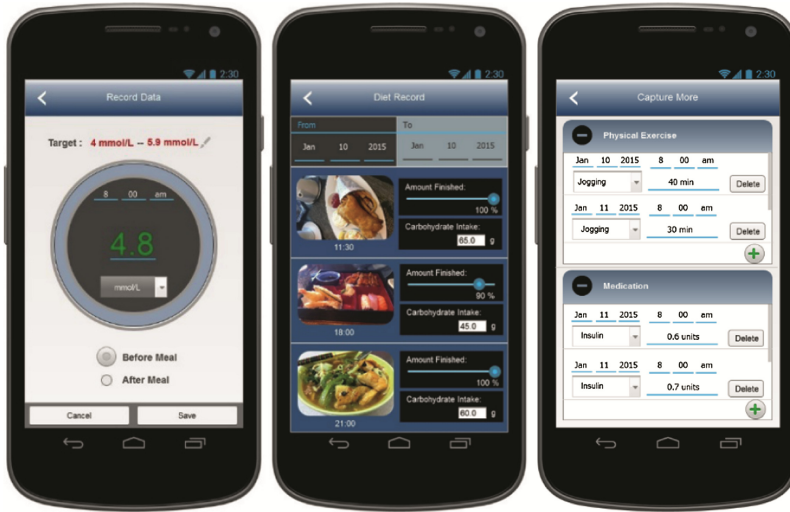 2:30
Record Data
Target : 4 mmol/L -- 5.9 mmol/L
8 00 am
4.8
mmol/L
Before Meal
After Meal
Cancel Save
2:30
Diet Record
From To
Jan 10 2015 Jan 10 2015
Amount Finished:
100 %
Carbohydrate Intake:
65.0 g
11:30
Amount Finished:
90 %
Carbohydrate Intake:
45.0 g
18:00
Amount Finished:
100 %
Carbohydrate Intake:
60.0 g
21:00
2:30
Capture More
Physical Exercise
Jan 10 2015 8 00 am
Jogging 40 min Delete
Jan 11 2015 8 00 am
Jogging 30 min Delete
Medication
Jan 11 2015 8 00 am
Insulin 0.6 units Delete
Jan 11 2015 8 00 am
Insulin 0.7 units Delete